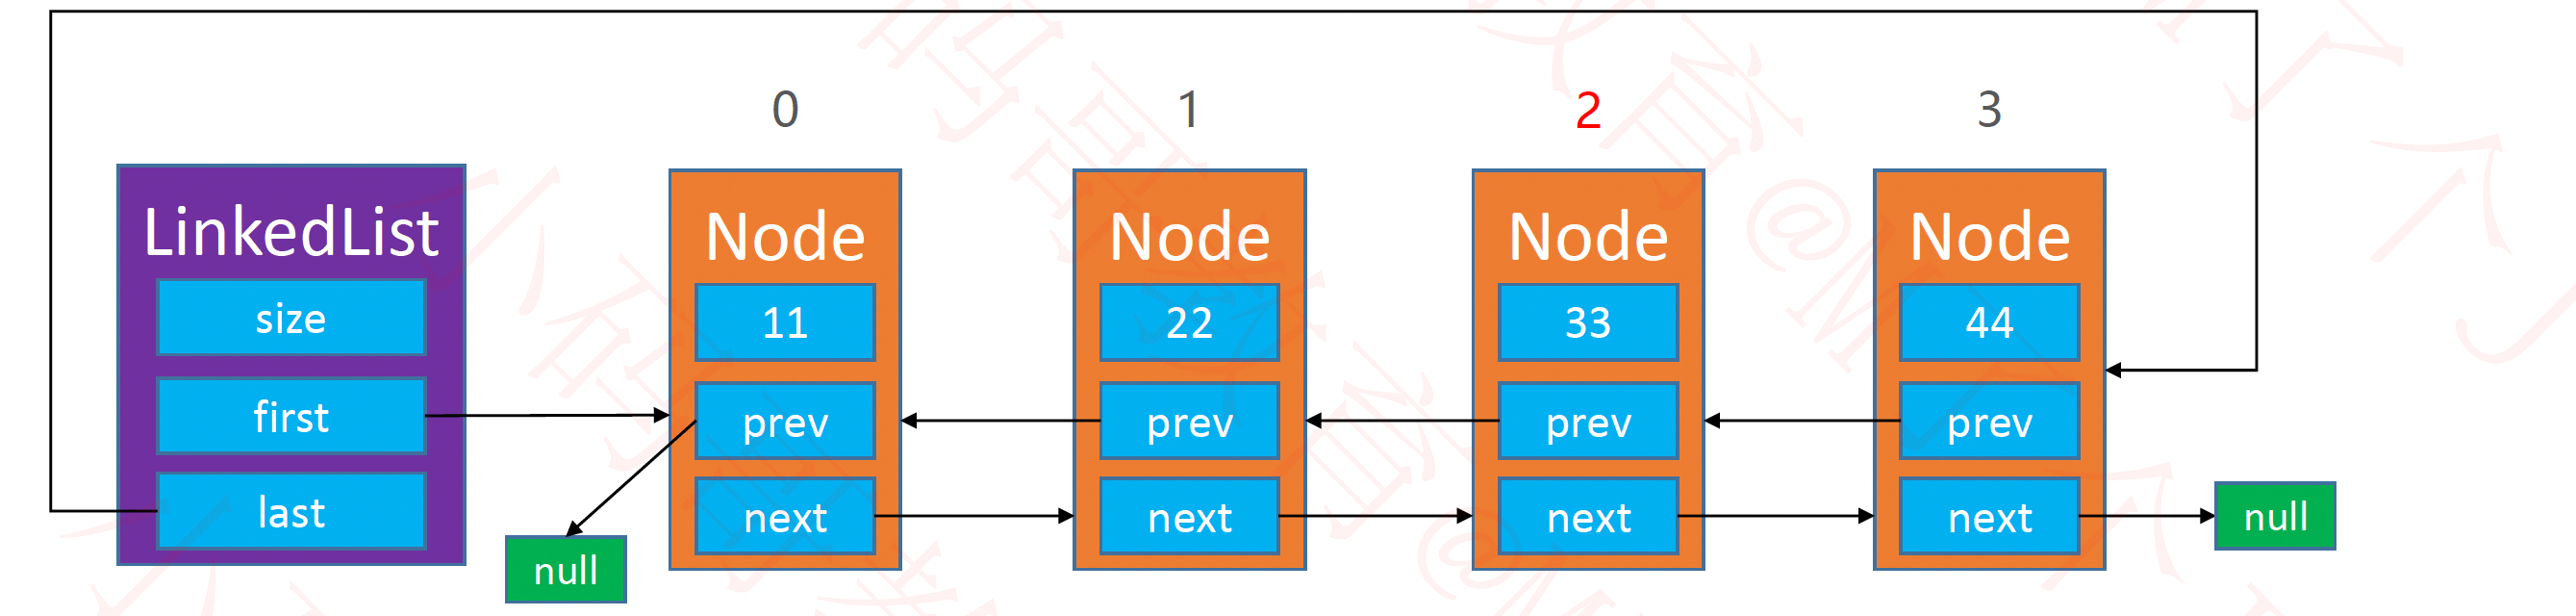 0
1
2
3
LinkedList
size
first
last
null
Node
11
prev
next
Node
22
prev
next
Node
33
prev
next
Node
44
prev
next
null